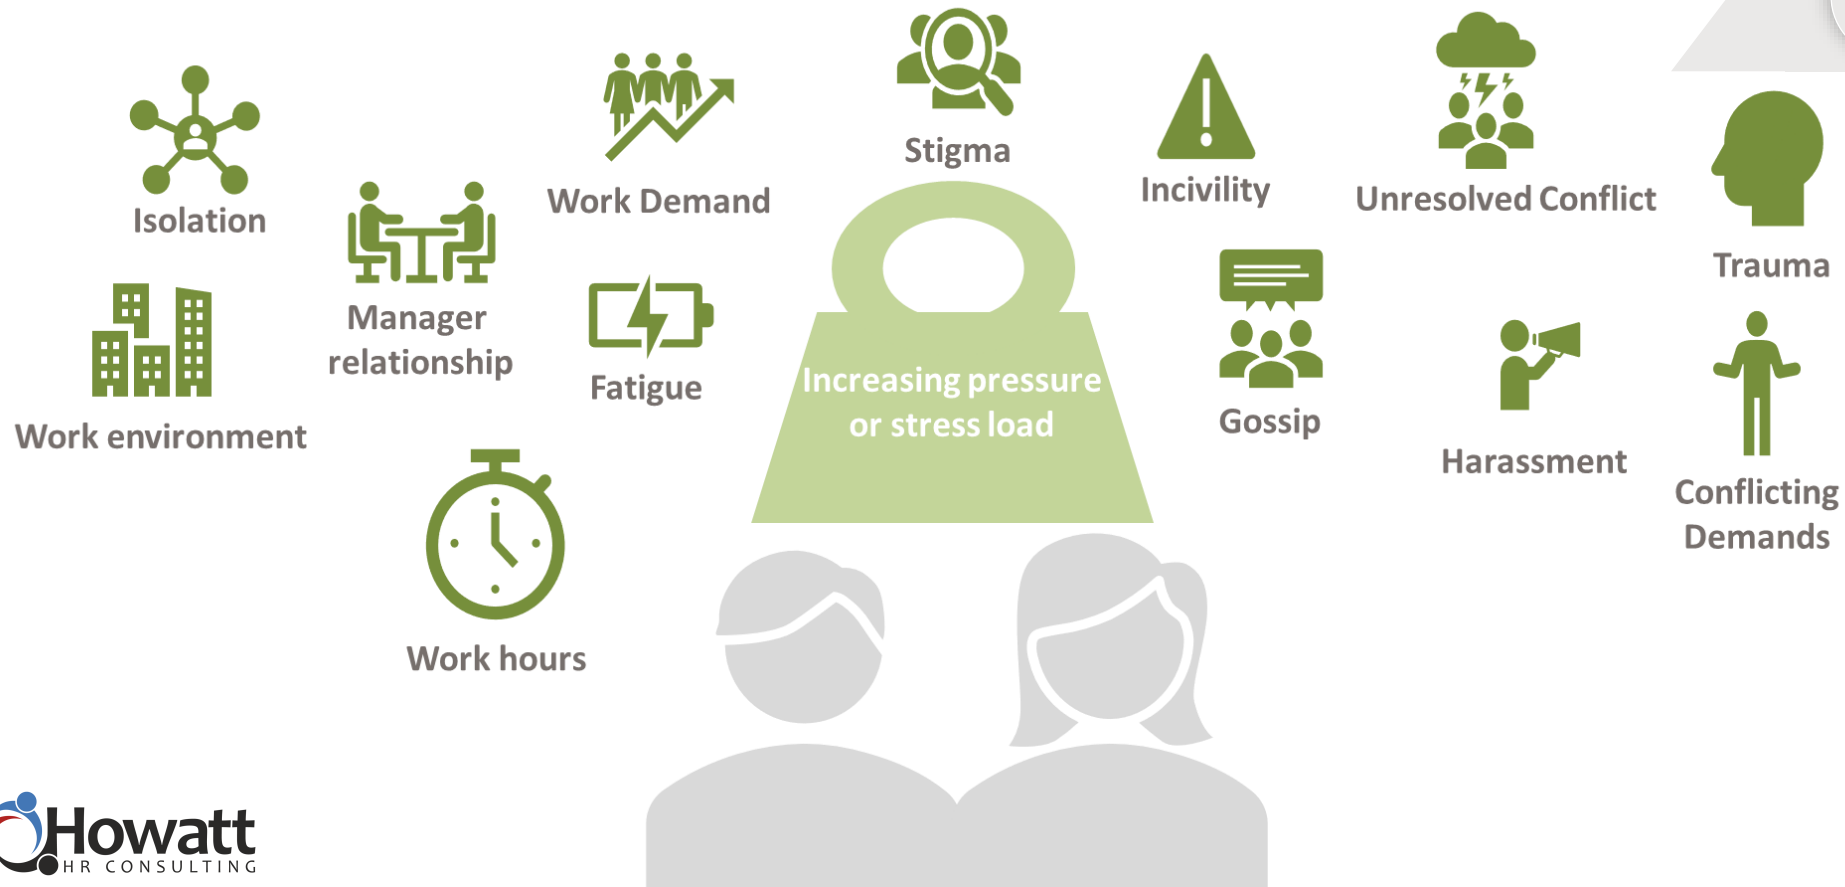 Stigma
Isolation
Work Demand
Incivility
Unresolved Conflict
Trauma
Manager
relationship
Fatigue
Increasing pressure
or stress load
Gossip
Work environment
Harassment
Conflicting
Demands
Work hours
Howatt
HR CONSULTING